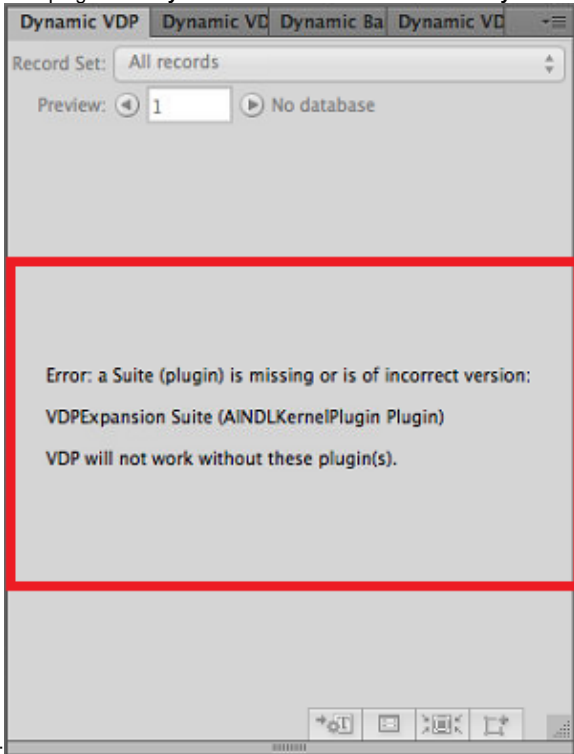 Dynamic VDP Dynamic VD Dynamic Ba Dynamic VD
Record Set: All records
Preview: 1 No database
Error: a Suite (plugin) is missing or is of incorrect version:
VDPExpansion Suite (AINDLKernelPlugin Plugin)
VDP will not work without these plugin(s).